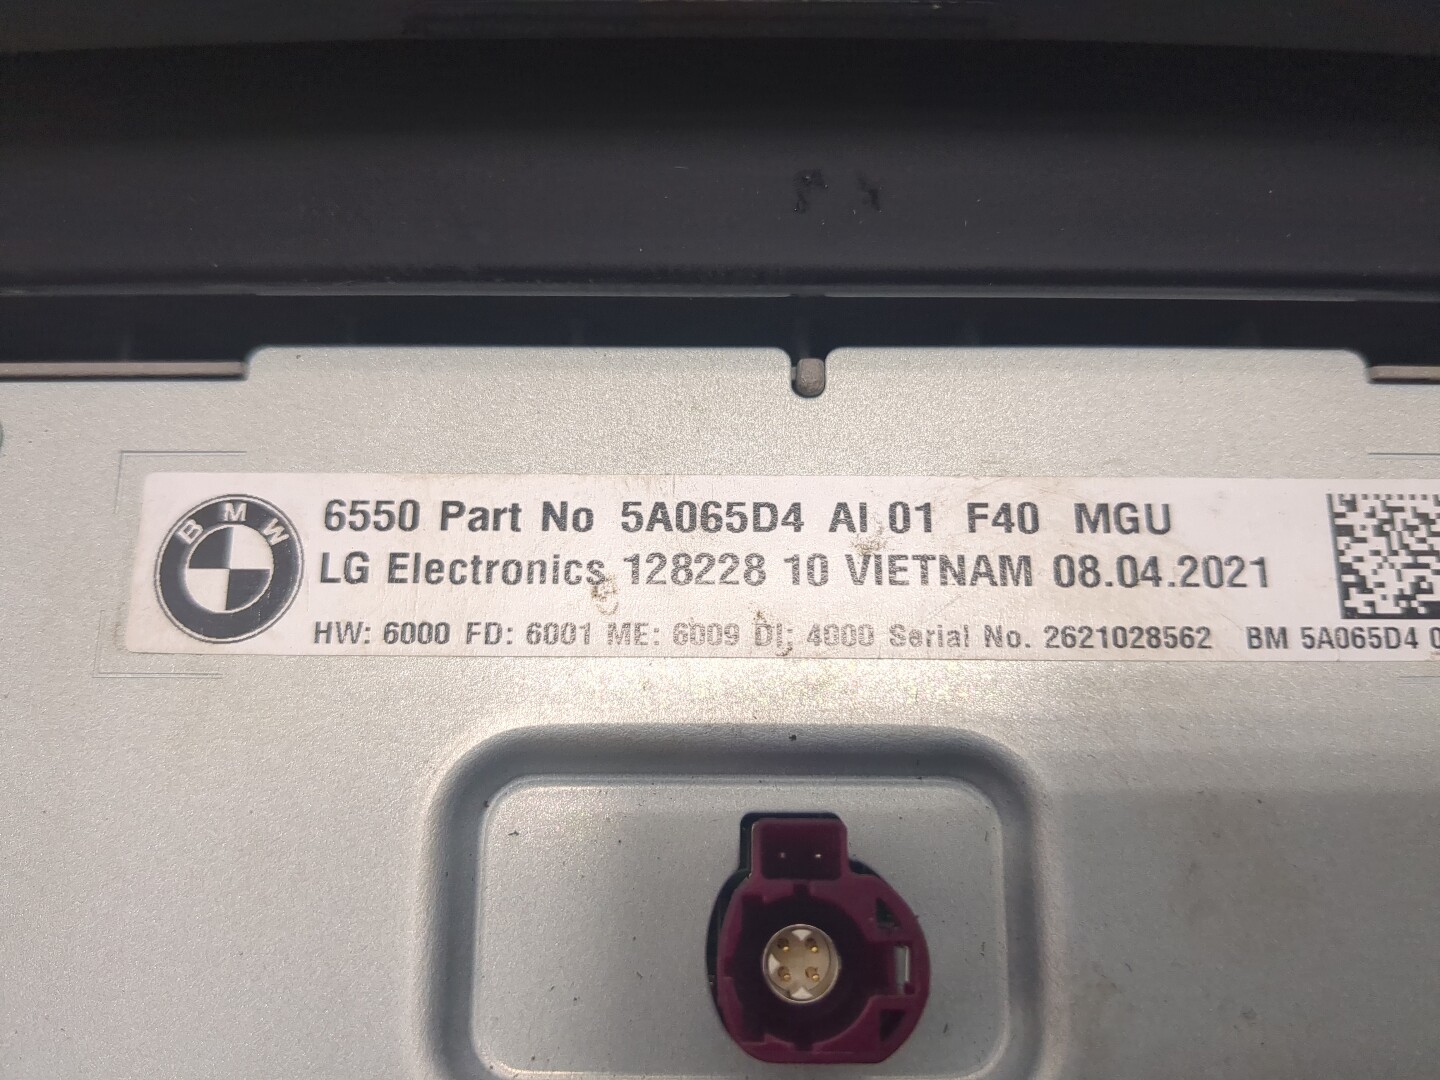 BMW
6550 Part No 5A065D4 AI 01 F40 MGU
LG Electronics 128228 10 VIETNAM 08.04.2021
HW: 6000 FD: 6001 ME: 6009 DI: 4000 Serial No. 2621028562 BM 5A065D4 0